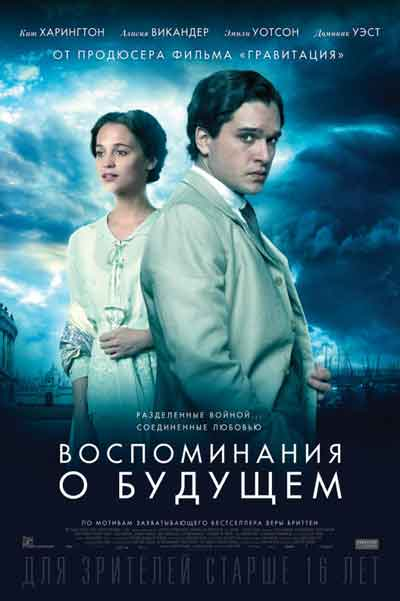 Кит ХАРИНГТОН Алисия ВИКАНДЕР Эмили УОТСОН Доминик УЭСТ
ОТ ПРОДЮСЕРА ФИЛЬМА «ГРАВИТАЦИЯ»
РАЗДЕЛЕННЫЕ ВОЙНОЙ...
СОЕДИНЕННЫЕ ЛЮБОВЬЮ
ВОСПОМИНАНИЯ
О БУДУЩЕМ
ПО МОТИВАМ ЗАХВАТЫВАЮЩЕГО БЕСТСЕЛЛЕРА ВЕРЫ БРИТТЕН
ДЛЯ ЗРИТЕЛЕЙ СТАРШЕ 16 ЛЕТ